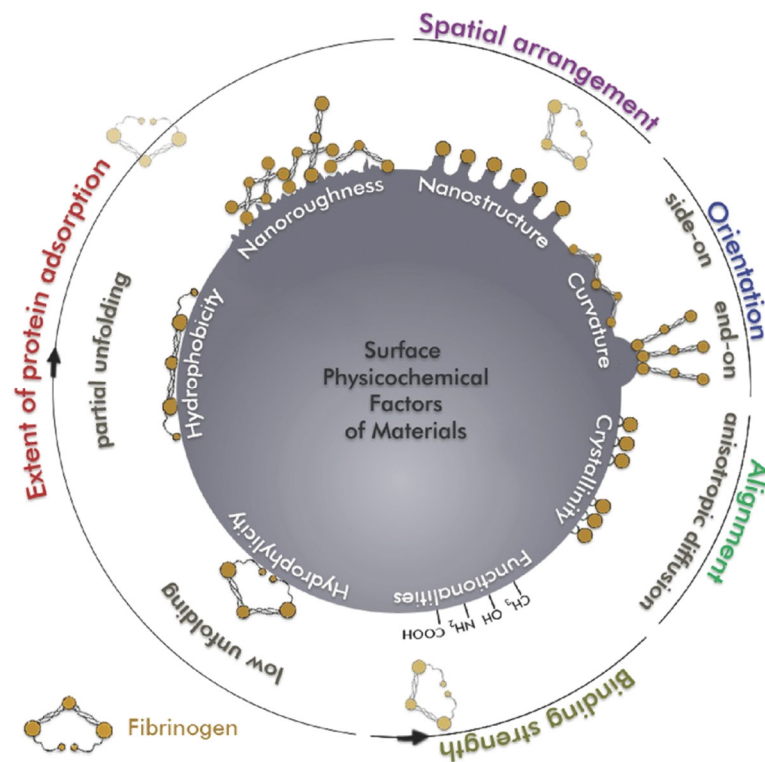 Spatial arrangement
Orientation
side-on
end-on
Alignment
anisotropic diffusion
Binding strength
low unfolding
partial unfolding
Extent of protein adsorption
Nanoroughness
Nanostructure
Curvature
Crystallinity
Functionalities
CH3
OH
NH2
COOH
Hydrophylicity
Hydrophobicity
Surface
Physicochemical
Factors
of Materials
Fibrinogen